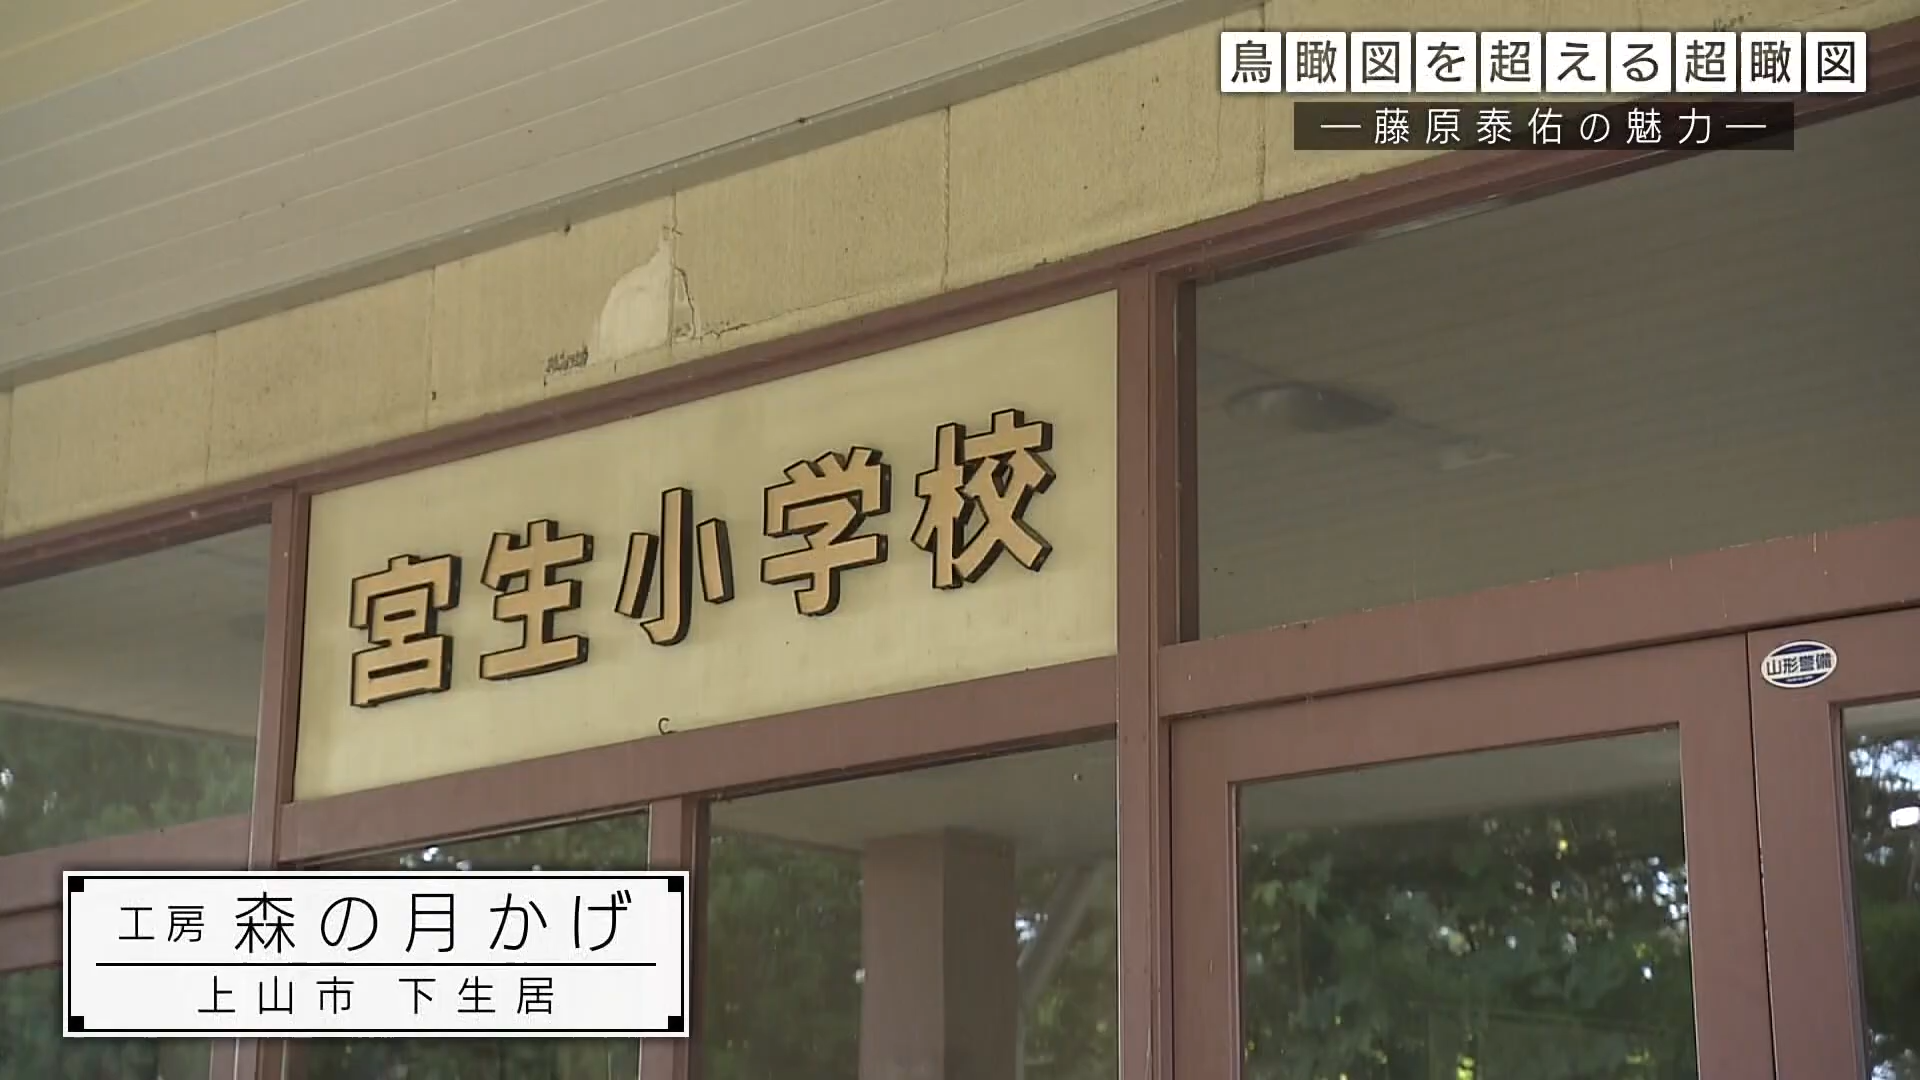 鳥瞰図を超える超瞰図
―藤原泰佑の魅力―
宮生小学校
山形警備
工房 森の月かげ
上山市 下生居